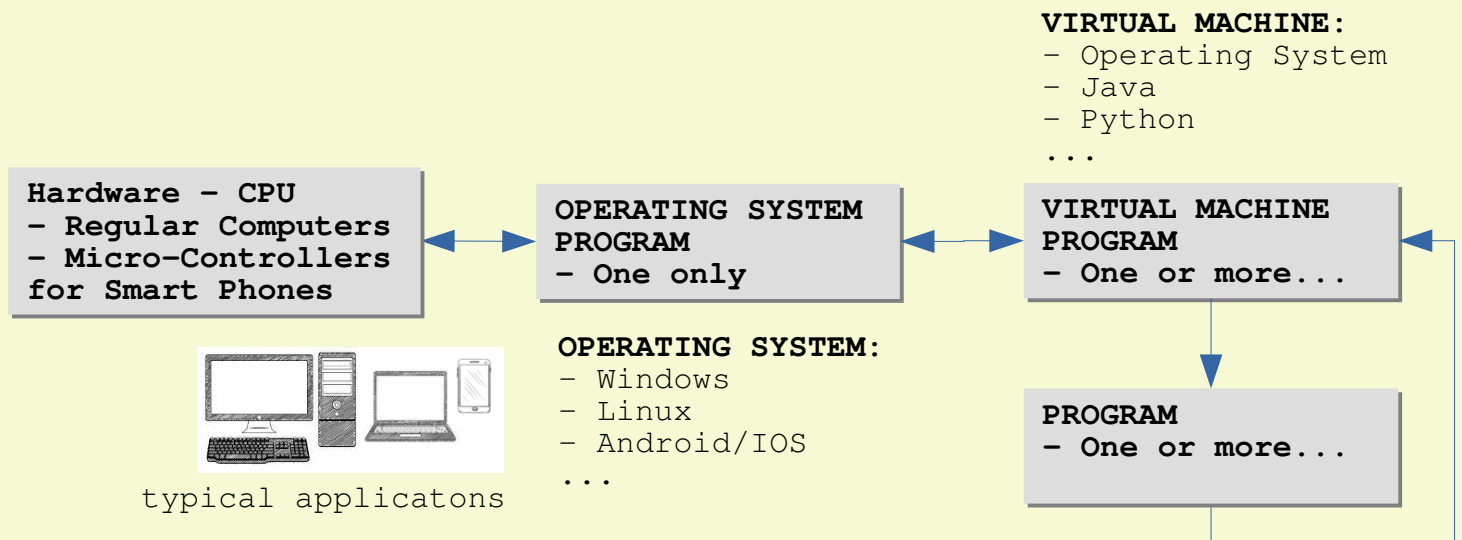 VIRTUAL MACHINE:
- Operating System
- Java
- Python
...
Hardware - CPU
- Regular Computers
- Micro-Controllers
for Smart Phones
OPERATING SYSTEM
PROGRAM
- One only
VIRTUAL MACHINE
PROGRAM
- One or more...
OPERATING SYSTEM:
- Windows
- Linux
- Android/IOS
...
typical applicatons
PROGRAM
- One or more...